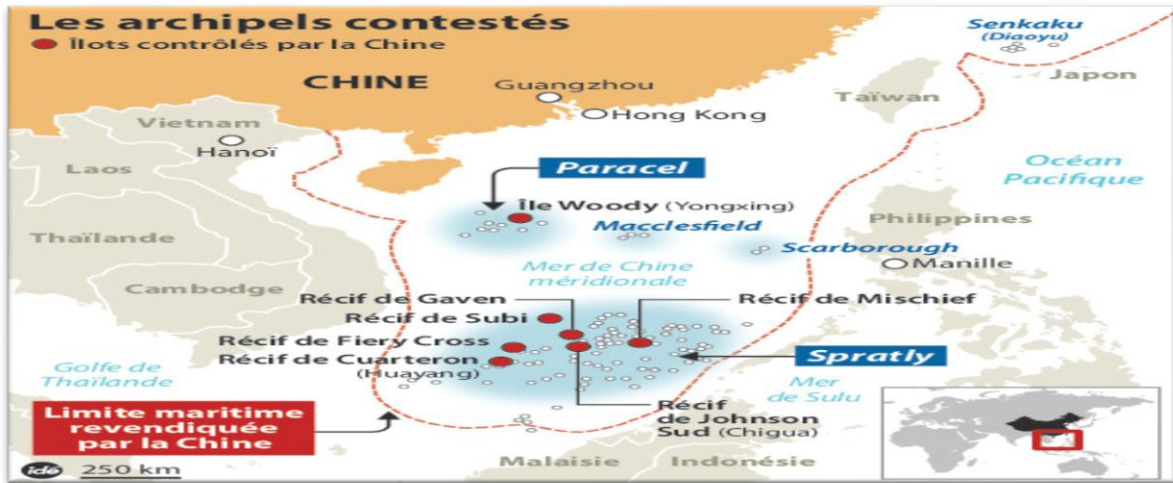 Les archipels contestés
Îlots contrôlés par la Chine
Senkaku
(Diaoyu)
CHINE
Guangzhou
Japon
Taïwan
Hong Kong
Vietnam
Hanoï
Laos
Paracel
Océan
Pacifique
Île Woody (Yongxing)
Macclesfield
Philippines
Thaïlande
Scarborough
Manille
Mer de Chine
méridionale
Cambodge
Récif de Gaven
Récif de Mischief
Récif de Subi
Récif de Fiery Cross
Récif de Cuarteron
(Huayang)
Spratly
Golfe de
Thaïlande
Mer
de Sulu
Limite maritime
revendiquée
par la Chine
Récif
de Johnson
Sud (Chigua)
Malaisie
Indonésie
idé
250 km